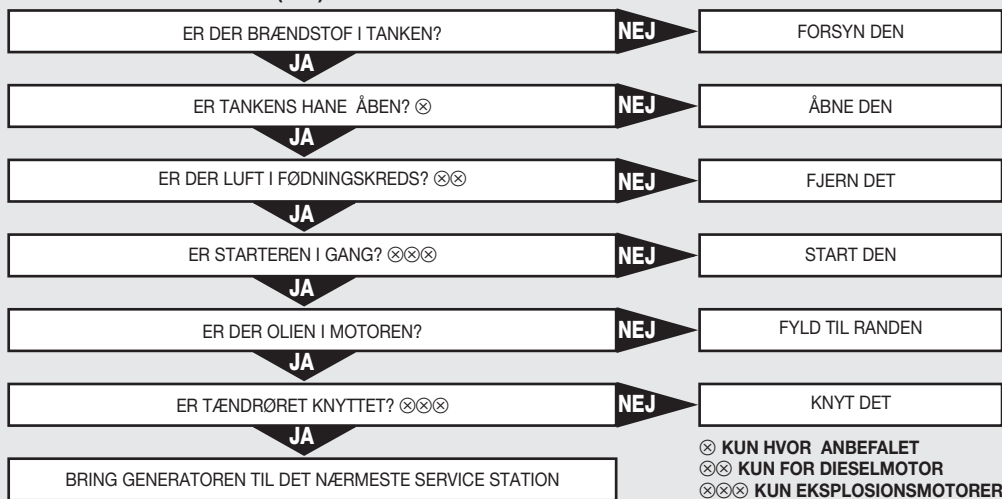 ER DER BRÆNDSTOF I TANKEN?
NEJ
FORSYN DEN
JA
ER TANKENS HANE ÅBEN? ⊗
NEJ
ÅBNE DEN
JA
ER DER LUFT I FØDNINGSKREDS? ⊗⊗
NEJ
FJERN DET
JA
ER STARTEREN I GANG? ⊗⊗⊗
NEJ
START DEN
JA
ER DER OLIEN I MOTOREN?
NEJ
FYLD TIL RANDEN
JA
ER TÆNDRØRET KNYTTET? ⊗⊗⊗
NEJ
KNYT DET
JA
BRING GENERATOREN TIL DET NÆRMESTE SERVICE STATION
⊗ KUN HVOR ANBEFALET
⊗⊗ KUN FOR DIESELMOTOR
⊗⊗⊗ KUN EKSPLOSIONSMOTORER